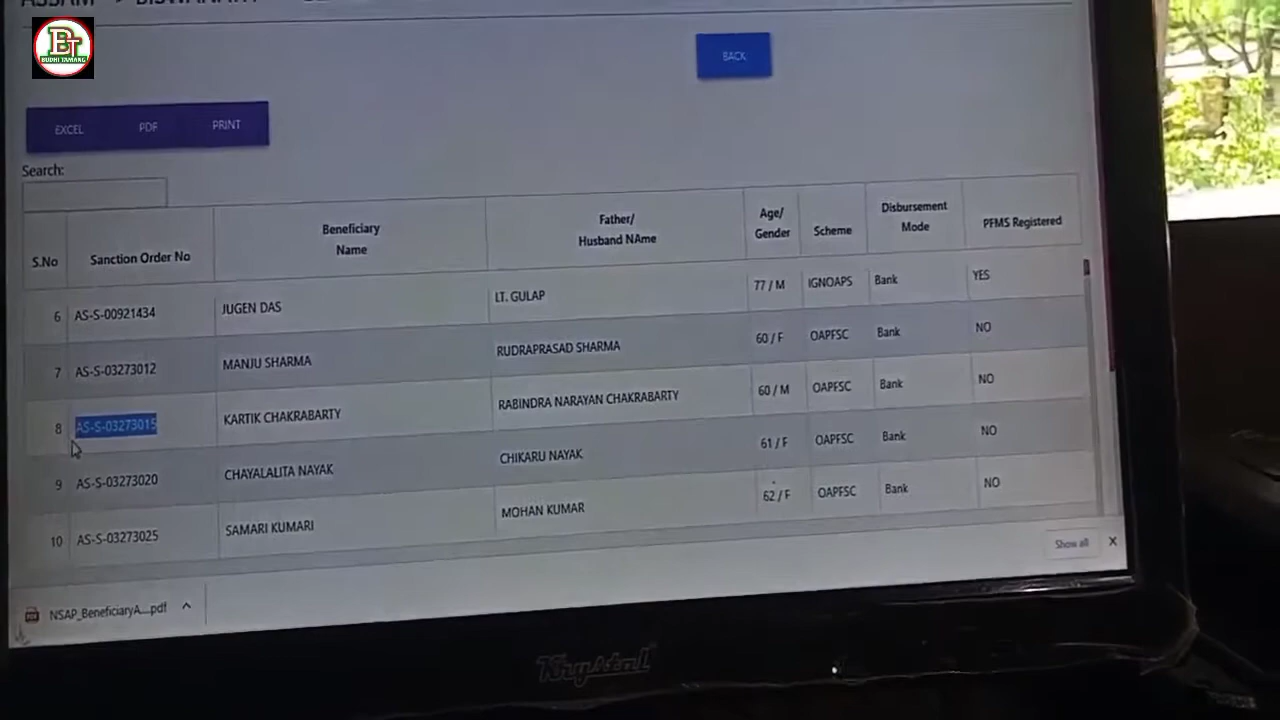 BT
BUDHI TAMANG
BACK
EXCEL PDF PRINT
Search:
S.No Sanction Order No Beneficiary Name Father/ Husband NAme Age/ Gender Scheme Disbursement Mode PFMS Registered
6 AS-S-00921434 JUGEN DAS LT. GULAP 77 / M IGNOAPS Bank YES
7 AS-S-03273012 MANJU SHARMA RUDRAPRASAD SHARMA 60 / F OAPFSC Bank NO
8 AS-S-03273015 KARTIK CHAKRABARTY RABINDRA NARAYAN CHAKRABARTY 60 / M OAPFSC Bank NO
9 AS-S-03273020 CHAYALALITA NAYAK CHIKARU NAYAK 61 / F OAPFSC Bank NO
10 AS-S-03273025 SAMARI KUMARI MOHAN KUMAR 62 / F OAPFSC Bank NO
Show all X
NSAP_BeneficiaryA....pdf
Krystal